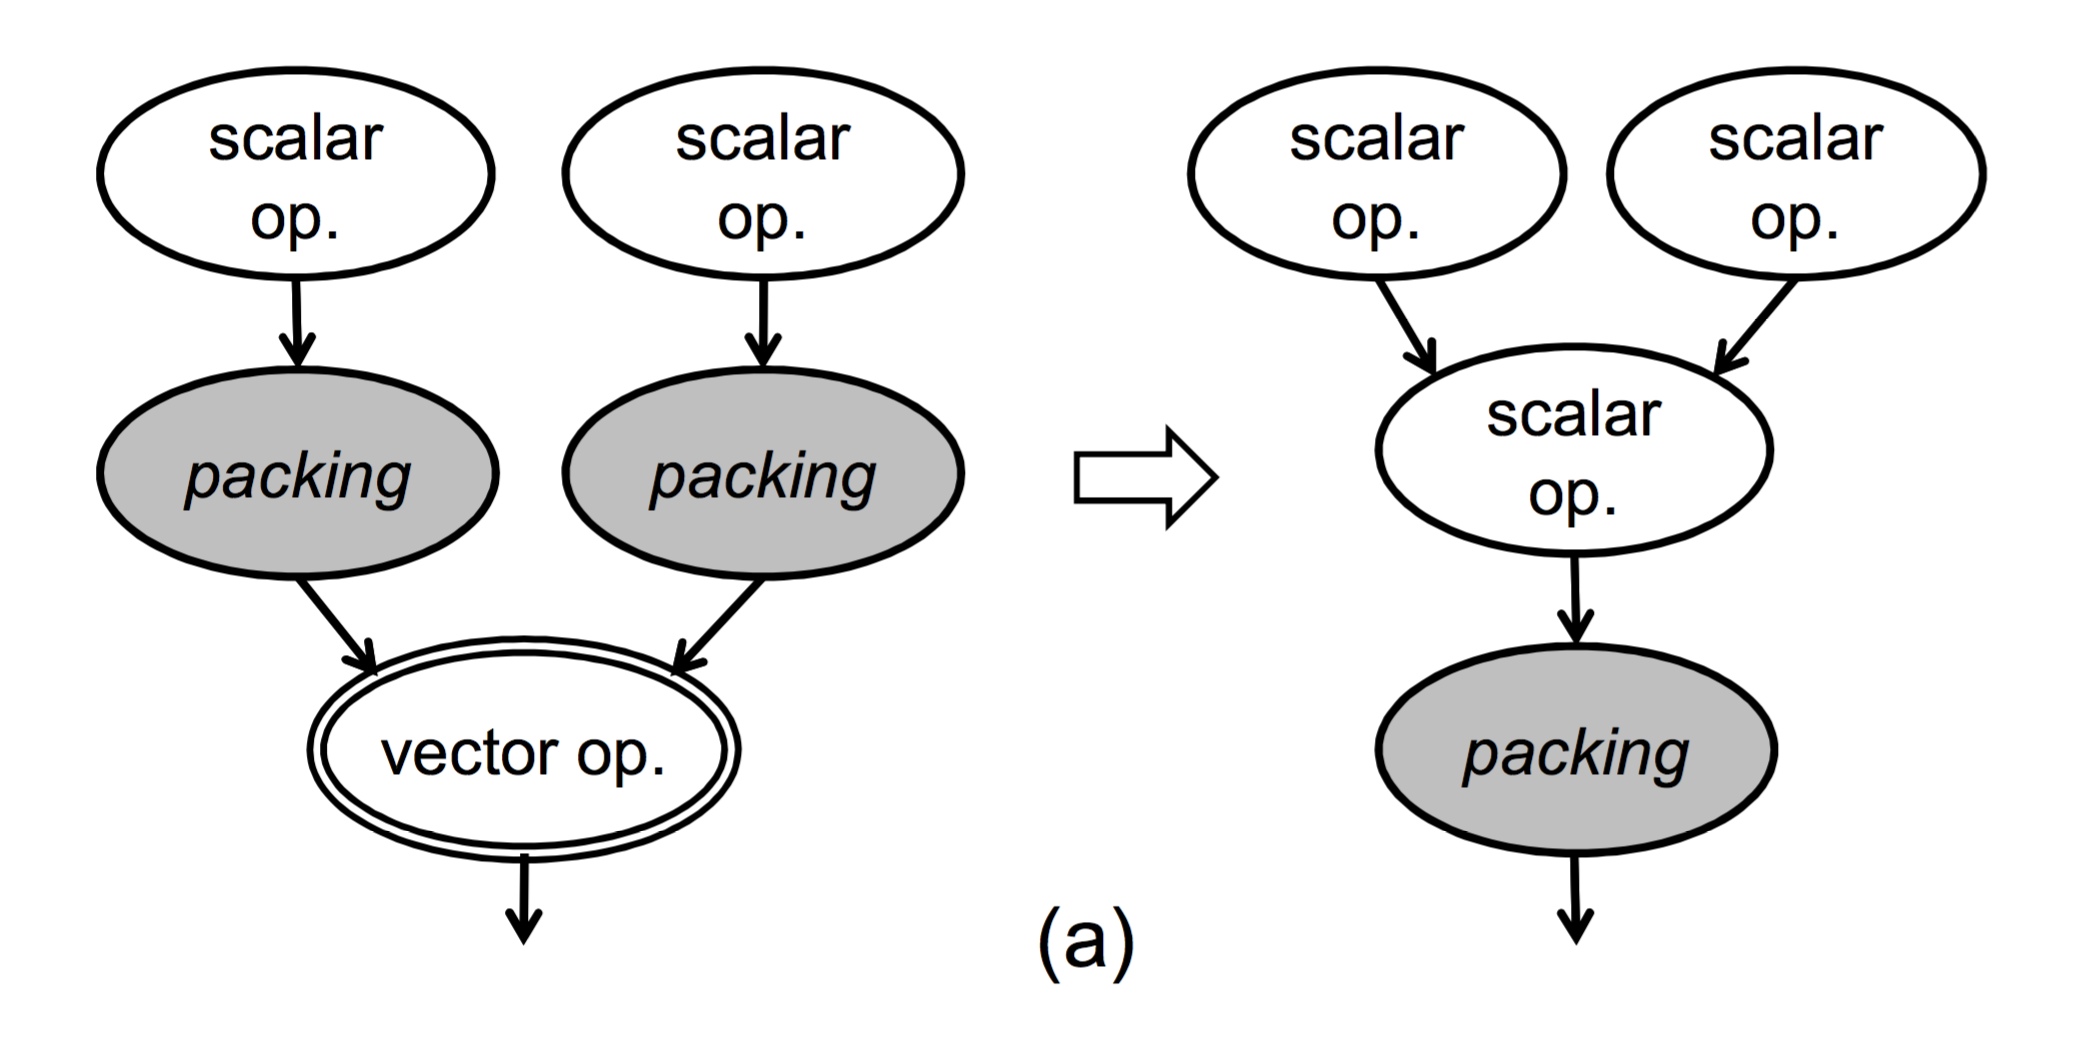 scalar
op.
scalar
op.
packing
packing
vector op.
scalar
op.
scalar
op.
scalar
op.
packing
(a)